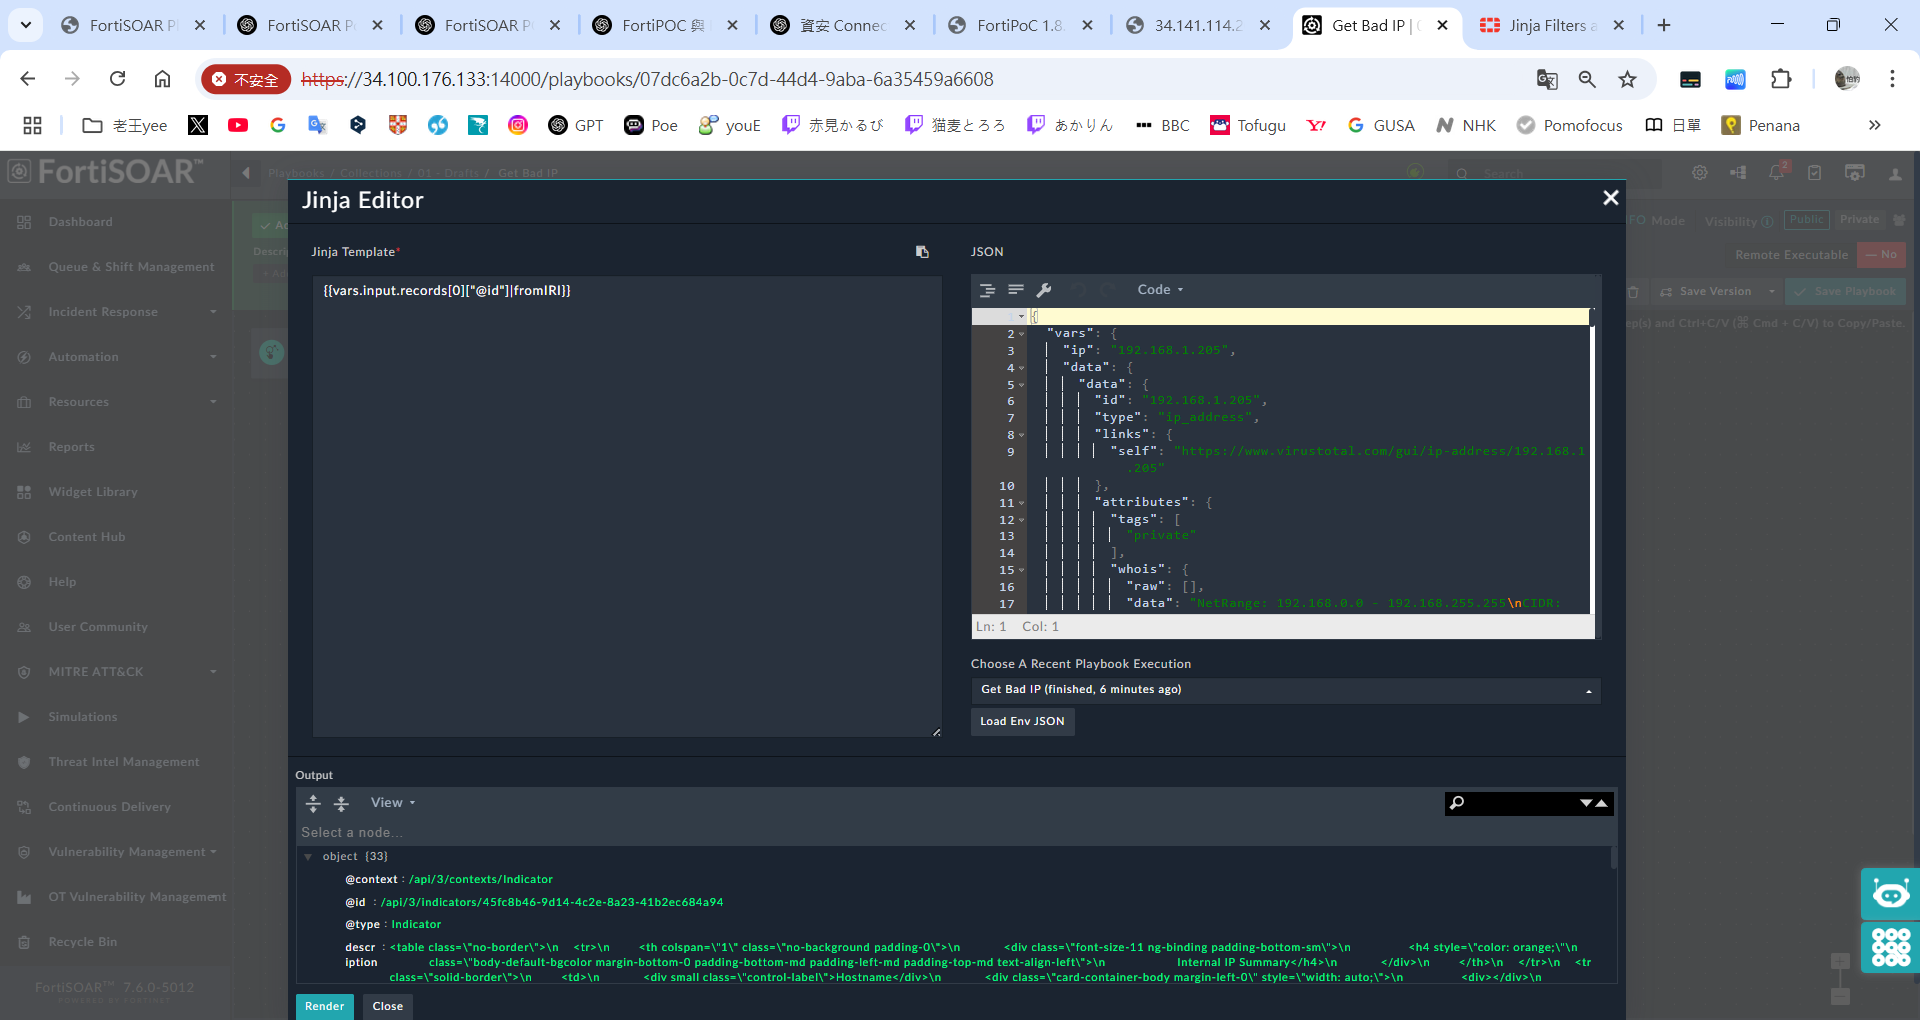 FortiSOAR P
FortiSOAR P
FortiSOAR P
FortiPOC 與
資安 Connec
FortiPoC 1.8.
34.141.114.2
Get Bad IP |
Jinja Filters a
不安全
https://34.100.176.133:14000/playbooks/07dc6a2b-0c7d-44d4-9aba-6a35459a6608
老王yee
GPT
Poe
youE
赤見かるび
猫麦とろろ
あかりん
BBC
Tofugu
GUSA
NHK
Pomofocus
日單
Penana
FortiSOAR™
Playbooks / Collections / 01 - Drafts / Get Bad IP
Search
2
Jinja Editor
Mode
Visibility
Public
Private
Remote Executable
No
Save Version
Save Playbook
ep(s) and Ctrl+C/V (⌘ Cmd + C/V) to Copy/Paste.
Dashboard
Queue & Shift Management
Incident Response
Automation
Resources
Reports
Widget Library
Content Hub
Help
User Community
MITRE ATT&CK
Simulations
Threat Intel Management
Continuous Delivery
Vulnerability Management
OT Vulnerability Management
Recycle Bin
FortiSOAR™ 7.6.0-5012
POWERED BY FORTINET
Jinja Template*
{{vars.input.records[0]["@id"]|fromIRI}}
JSON
Code
1 {
2 "vars": {
3 "ip": "192.168.1.205",
4 "data": {
5 "data": {
6 "id": "192.168.1.205",
7 "type": "ip_address",
8 "links": {
9 "self": "https://www.virustotal.com/gui/ip-address/192.168.1
.205"
10 },
11 "attributes": {
12 "tags": [
13 "private"
14 ],
15 "whois": {
16 "raw": [],
17 "data": "NetRange: 192.168.0.0 - 192.168.255.255\nCIDR:
Ln: 1 Col: 1
Choose A Recent Playbook Execution
Get Bad IP (finished, 6 minutes ago)
Load Env JSON
Output
View
Select a node...
object {33}
@context : /api/3/contexts/Indicator
@id : /api/3/indicators/45fc8b46-9d14-4c2e-8a23-41b2ec684a94
@type : Indicator
descr : <table class=\"no-border\">\n <tr>\n <th colspan=\"1\" class=\"no-background padding-0\">\n <div class=\"font-size-11 ng-binding padding-bottom-sm\">\n <h4 style=\"color: orange;\"\n
iption class=\"body-default-bgcolor margin-bottom-0 padding-bottom-md padding-left-md padding-top-md text-align-left\">\n Internal IP Summary</h4>\n </div>\n </th>\n </tr>\n <tr
class=\"solid-border\">\n <td>\n <div small class=\"control-label\">Hostname</div>\n <div class=\"card-container-body margin-left-0\" style=\"width: auto;\">\n <div></div>\n
Render
Close